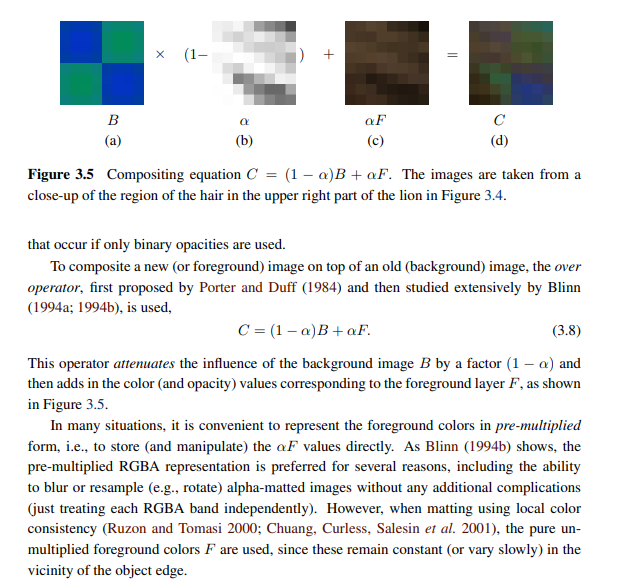 × (1− ) + =
B α αF C
(a) (b) (c) (d)
Figure 3.5 Compositing equation C = (1 − α)B + αF. The images are taken from a
close-up of the region of the hair in the upper right part of the lion in Figure 3.4.
that occur if only binary opacities are used.
To composite a new (or foreground) image on top of an old (background) image, the over
operator, first proposed by Porter and Duff (1984) and then studied extensively by Blinn
(1994a; 1994b), is used,
C = (1 − α)B + αF. (3.8)
This operator attenuates the influence of the background image B by a factor (1 − α) and
then adds in the color (and opacity) values corresponding to the foreground layer F, as shown
in Figure 3.5.
In many situations, it is convenient to represent the foreground colors in pre-multiplied
form, i.e., to store (and manipulate) the αF values directly. As Blinn (1994b) shows, the
pre-multiplied RGBA representation is preferred for several reasons, including the ability
to blur or resample (e.g., rotate) alpha-matted images without any additional complications
(just treating each RGBA band independently). However, when matting using local color
consistency (Ruzon and Tomasi 2000; Chuang, Curless, Salesin et al. 2001), the pure un-
multiplied foreground colors F are used, since these remain constant (or vary slowly) in the
vicinity of the object edge.